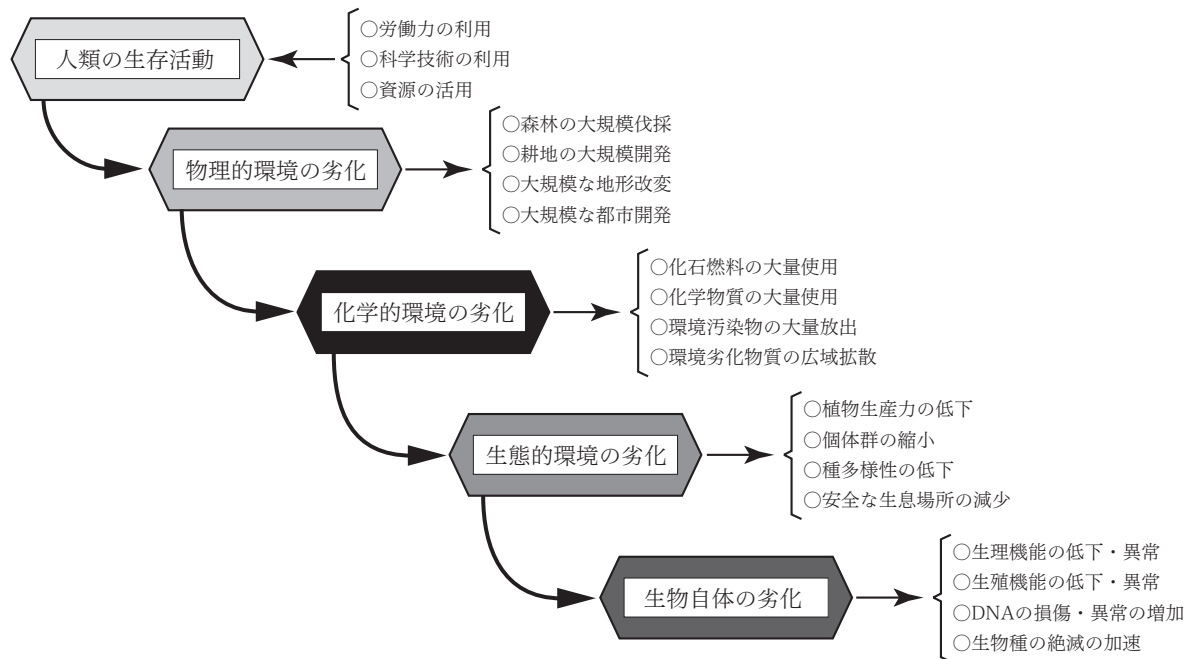 人類の生存活動
○労働力の利用
○科学技術の利用
○資源の活用
物理的環境の劣化
○森林の大規模伐採
○耕地の大規模開発
○大規模な地形改変
○大規模な都市開発
化学的環境の劣化
○化石燃料の大量使用
○化学物質の大量使用
○環境汚染物の大量放出
○環境劣化物質の広域拡散
生態的環境の劣化
○植物生産力の低下
○個体群の縮小
○種多様性の低下
○安全な生息場所の減少
生物自体の劣化
○生理機能の低下・異常
○生殖機能の低下・異常
○DNAの損傷・異常の増加
○生物種の絶滅の加速